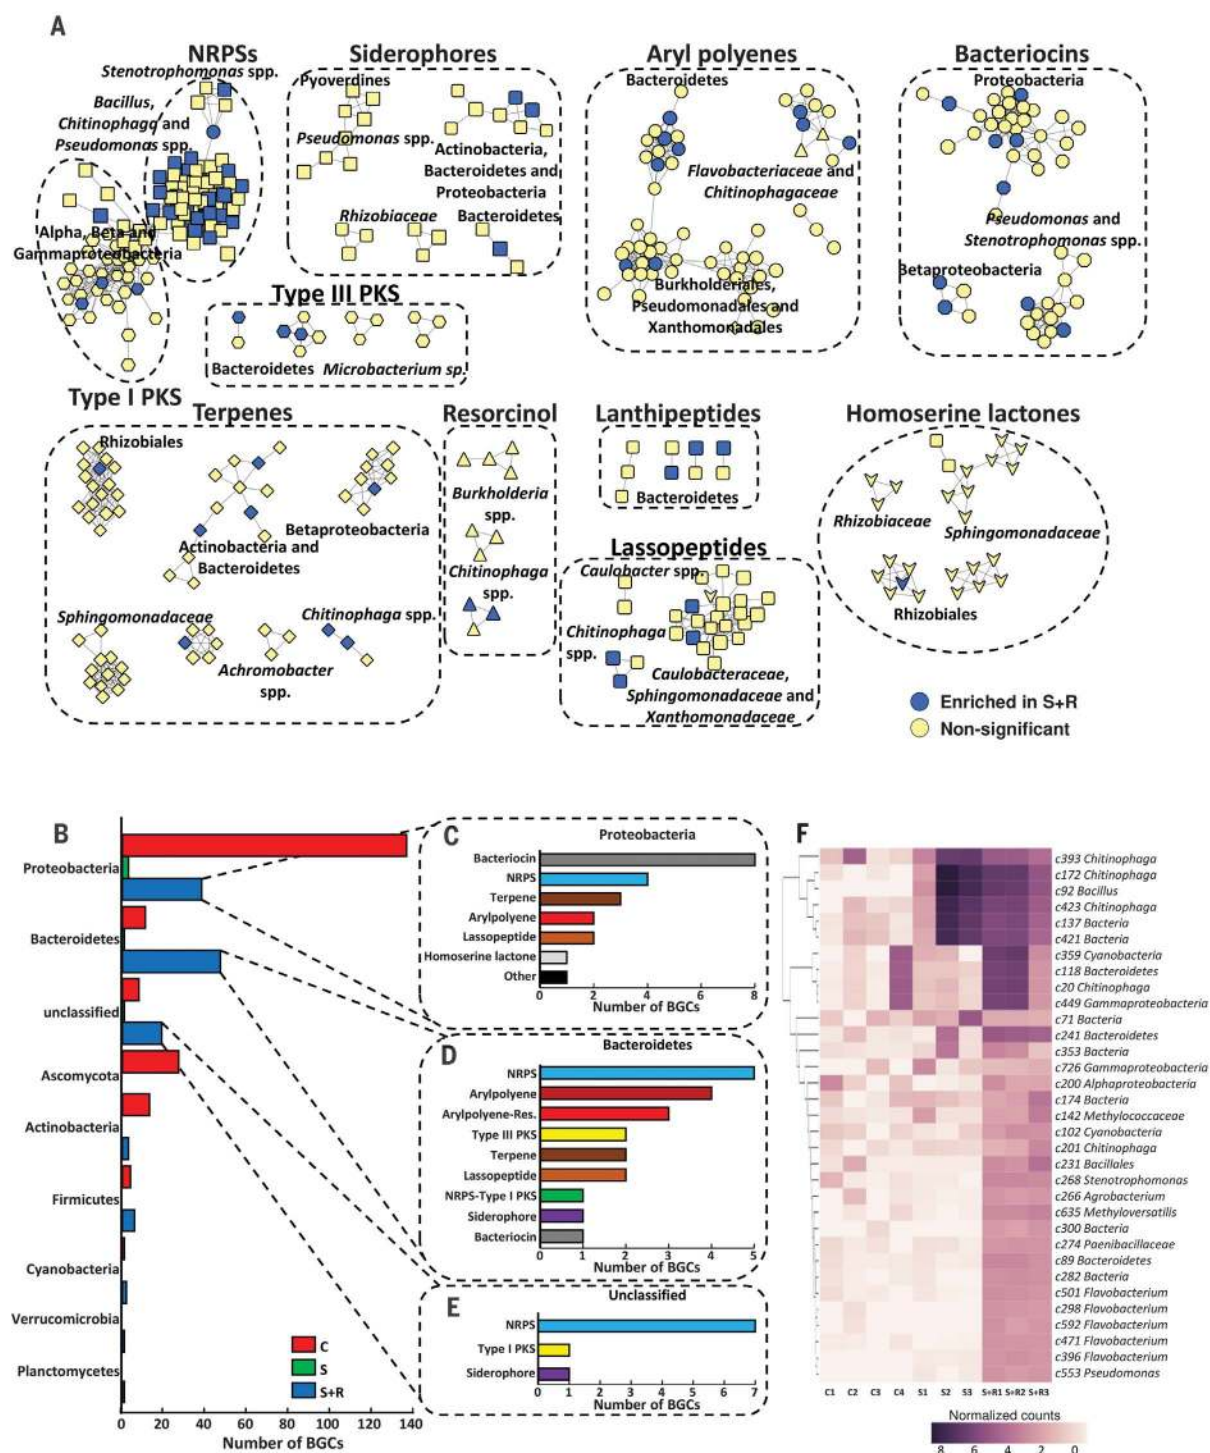 A
NRPSs
Siderophores
Aryl polyenes
Bacteriocins
Stenotrophomonas spp.
Bacillus,
Chitinophaga and
Pseudomonas spp.
Alpha, Beta and
Gammaproteobacteria
Type I PKS
Pyoverdines
Pseudomonas spp.
Actinobacteria,
Bacteroidetes and
Proteobacteria
Rhizobiaceae
Bacteroidetes
Bacteroidetes
Flavobacteriaceae and
Chitinophagaceae
Burkholderiales,
Pseudomonadales and
Xanthomonadales
Proteobacteria
Pseudomonas and
Stenotrophomonas spp.
Betaproteobacteria
Type III PKS
Bacteroidetes
Microbacterium sp.
Terpenes
Rhizobiales
Betaproteobacteria
Actinobacteria and
Bacteroidetes
Sphingomonadaceae
Chitinophaga spp.
Achromobacter
spp.
Resorcinol
Burkholderia
spp.
Chitinophaga
spp.
Lanthipeptides
Bacteroidetes
Lassopeptides
Caulobacter spp.
Chitinophaga
spp.
Caulobacteraceae,
Sphingomonadaceae and
Xanthomonadaceae
Homoserine lactones
Rhizobiaceae
Sphingomonadaceae
Rhizobiales
Enriched in S+R
Non-significant
B
Proteobacteria
Bacteroidetes
unclassified
Ascomycota
Actinobacteria
Firmicutes
Cyanobacteria
Verrucomicrobia
Planctomycetes
C
S
S+R
0 20 40 60 80 100 120 140
Number of BGCs
C
Proteobacteria
Bacteriocin
NRPS
Terpene
Arylpolyene
Lassopeptide
Homoserine lactone
Other
0 2 4 6 8
Number of BGCs
D
Bacteroidetes
NRPS
Arylpolyene
Arylpolyene-Res.
Type III PKS
Terpene
Lassopeptide
NRPS-Type I PKS
Siderophore
Bacteriocin
0 1 2 3 4 5
Number of BGCs
E
Unclassified
NRPS
Type I PKS
Siderophore
0 1 2 3 4 5 6 7
Number of BGCs
F
c393 Chitinophaga
c172 Chitinophaga
c92 Bacillus
c423 Chitinophaga
c137 Bacteria
c421 Bacteria
c359 Cyanobacteria
c118 Bacteroidetes
c20 Chitinophaga
c449 Gammaproteobacteria
c71 Bacteria
c241 Bacteroidetes
c353 Bacteria
c726 Gammaproteobacteria
c200 Alphaproteobacteria
c174 Bacteria
c142 Methylococcaceae
c102 Cyanobacteria
c201 Chitinophaga
c231 Bacillales
c268 Stenotrophomonas
c266 Agrobacterium
c635 Methyloversatilis
c300 Bacteria
c274 Paenibacillaceae
c89 Bacteroidetes
c282 Bacteria
c501 Flavobacterium
c298 Flavobacterium
c592 Flavobacterium
c471 Flavobacterium
c396 Flavobacterium
c553 Pseudomonas
C1 C2 C3 C4 S1 S2 S3 S+R1 S+R2 S+R3
Normalized counts
8 6 4 2 0